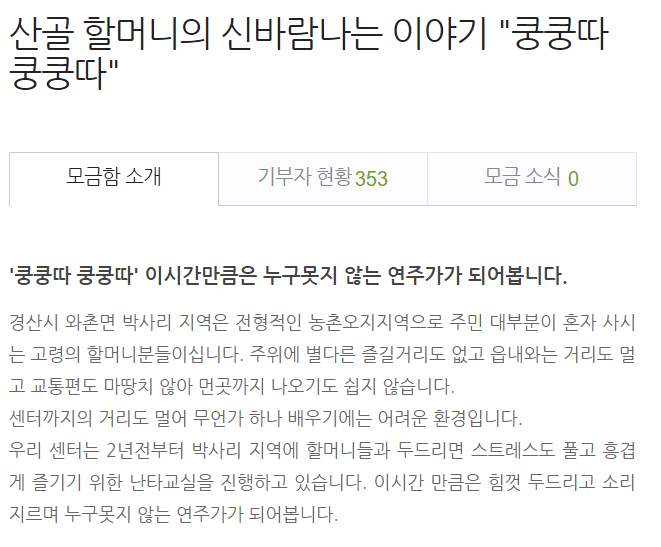 산골 할머니의 신바람나는 이야기 "쿵쿵따
쿵쿵따"
모금함 소개
기부자 현황 353
모금 소식 0
'쿵쿵따 쿵쿵따' 이시간만큼은 누구못지 않는 연주가가 되어봅니다.
경산시 와촌면 박사리 지역은 전형적인 농촌오지지역으로 주민 대부분이 혼자 사시
는 고령의 할머니분들이십니다. 주위에 별다른 즐길거리도 없고 읍내와는 거리도 멀
고 교통편도 마땅치 않아 먼곳까지 나오기도 쉽지 않습니다.
센터까지의 거리도 멀어 무언가 하나 배우기에는 어려운 환경입니다.
우리 센터는 2년전부터 박사리 지역에 할머니들과 두드리면 스트레스도 풀고 흥겹
게 즐기기 위한 난타교실을 진행하고 있습니다. 이시간 만큼은 힘껏 두드리고 소리
지르며 누구못지 않는 연주가가 되어봅니다.